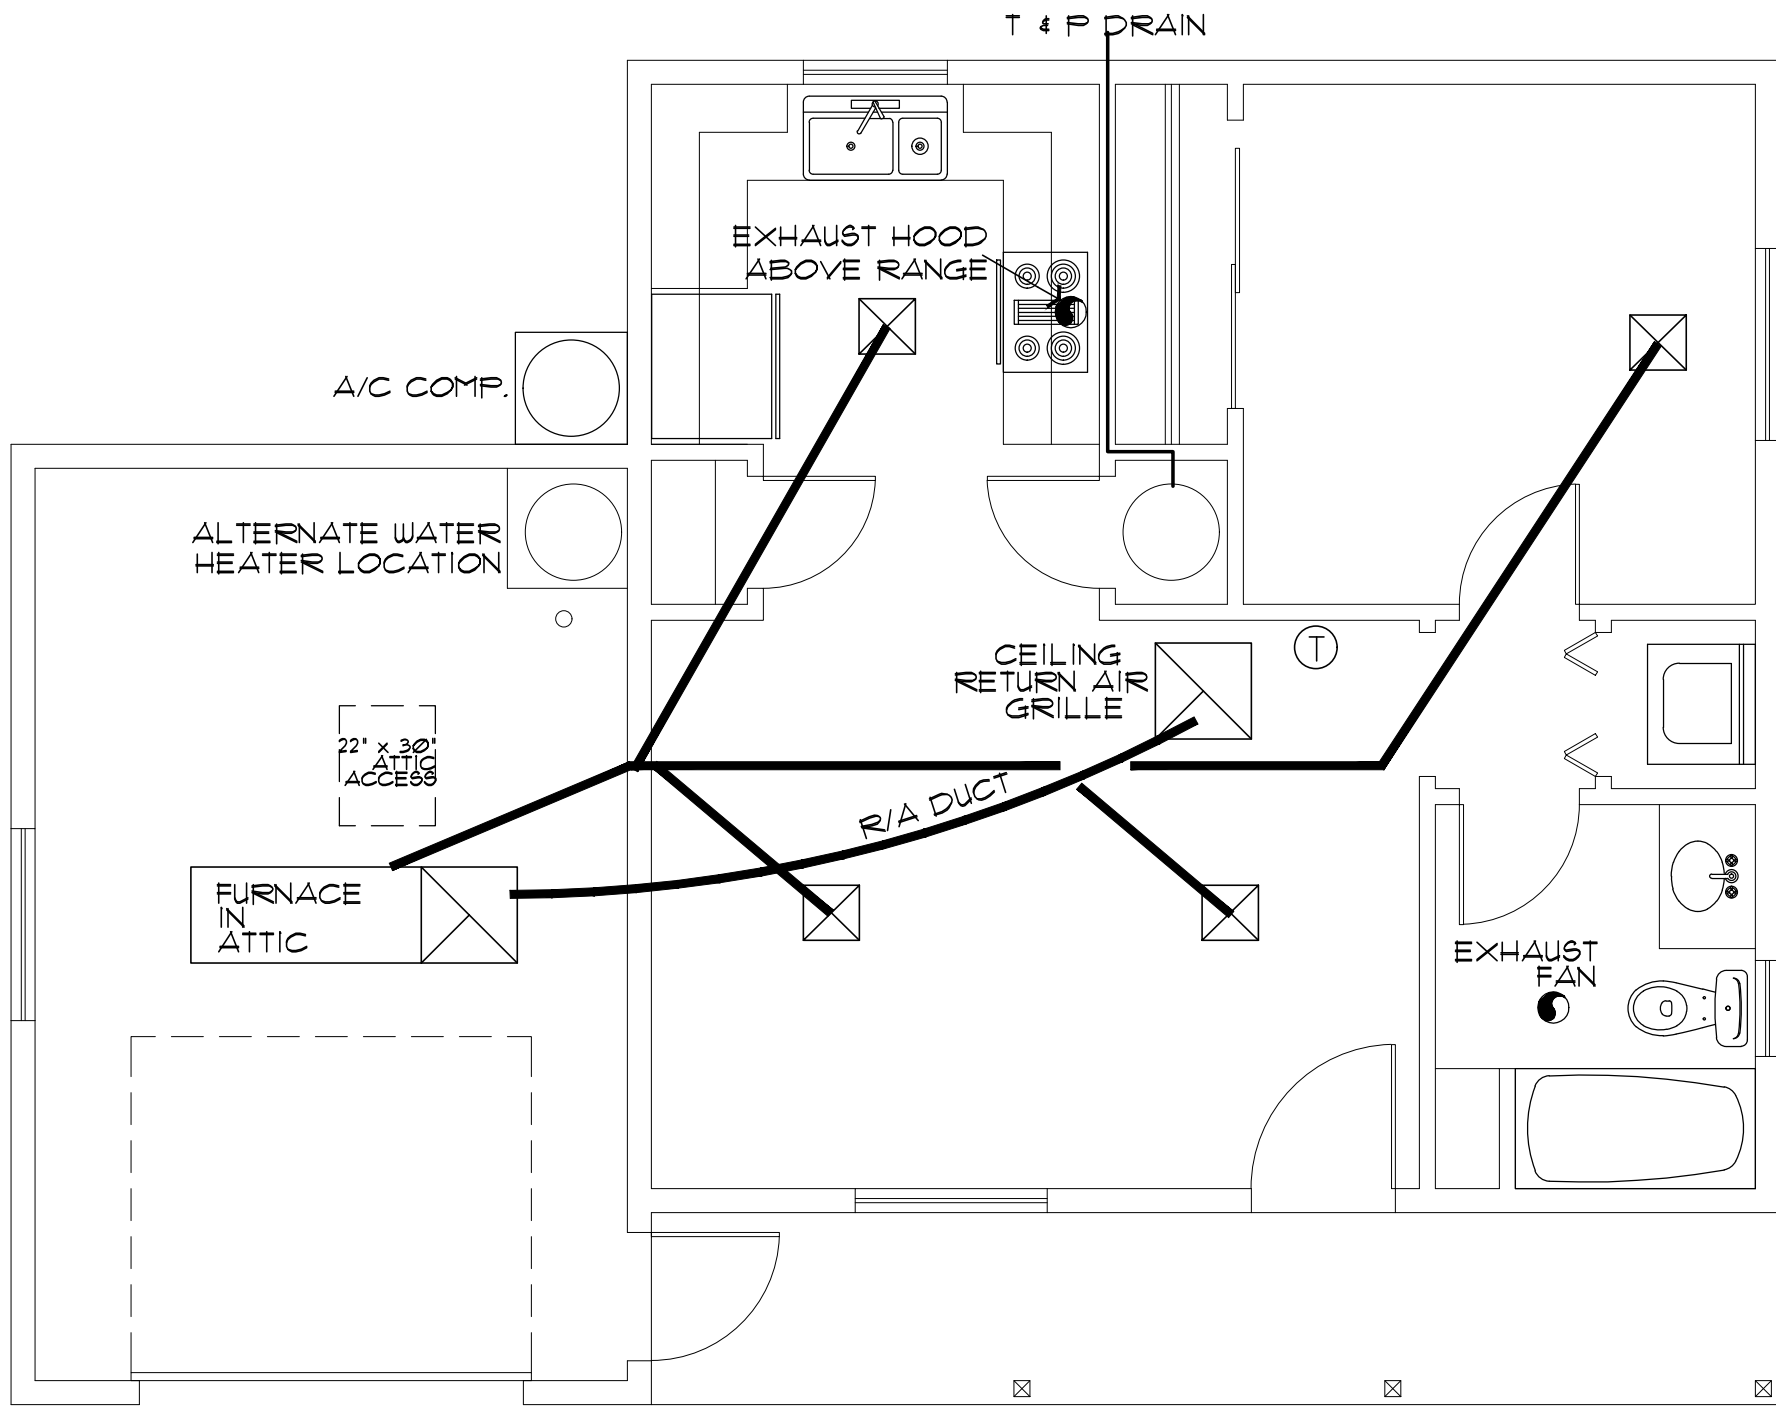 T & P DRAIN
EXHAUST HOOD
ABOVE RANGE
A/C COMP.
ALTERNATE WATER
HEATER LOCATION
T
CEILING
RETURN AIR
GRILLE
22" x 30"
ATTIC
ACCESS
R/A DUCT
FURNACE
IN
ATTIC
EXHAUST
FAN